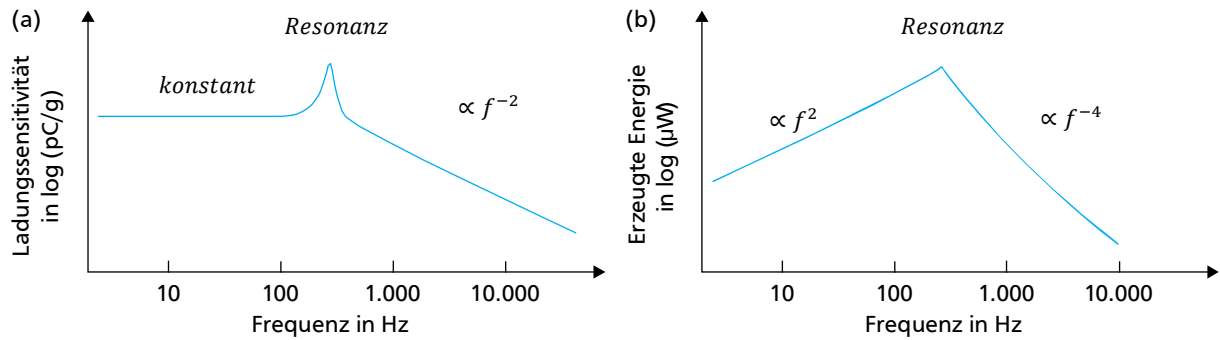 (a)
Ladungssensitivität
in log (pC/g)
Resonanz
konstant
∝ f⁻²
10
100
1.000
10.000
Frequenz in Hz
(b)
Erzeugte Energie
in log (µW)
Resonanz
∝ f²
∝ f⁻⁴
10
100
1.000
10.000
Frequenz in Hz